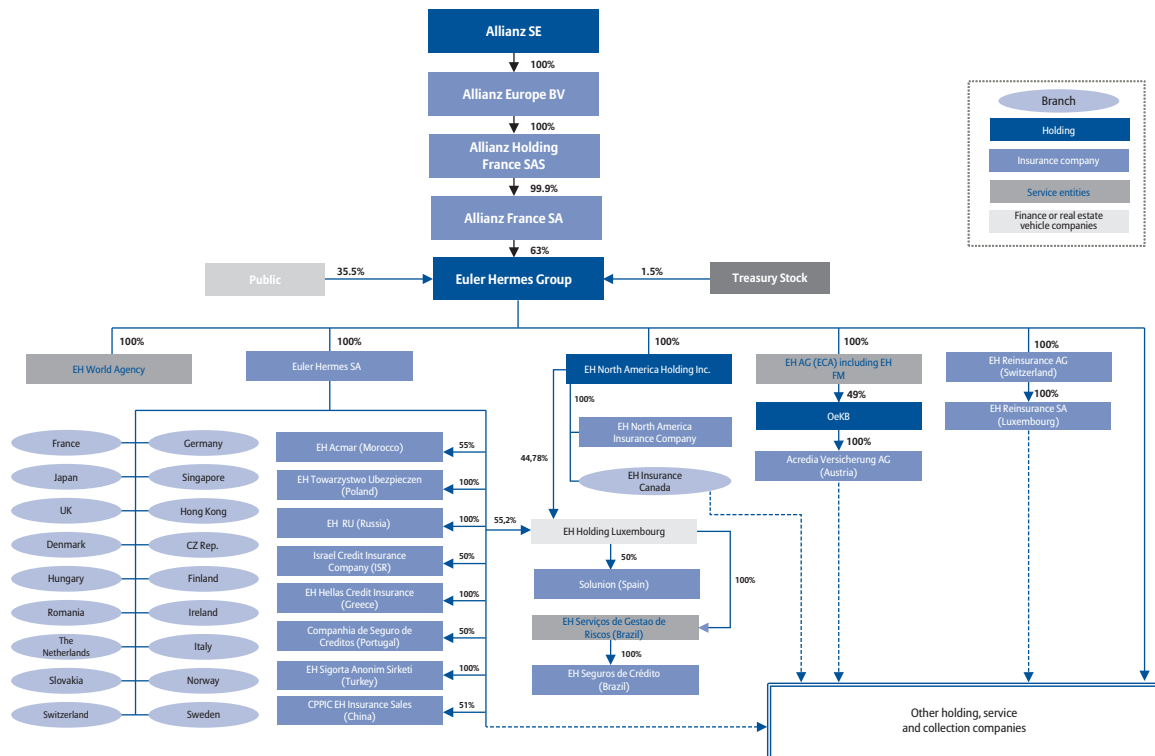 Allianz SE
100%
Allianz Europe BV
100%
Allianz Holding
France SAS
99.9%
Allianz France SA
63%
Public
35.5%
Euler Hermes Group
1.5%
Treasury Stock
Branch
Holding
Insurance company
Service entities
Finance or real estate
vehicle companies
100%
EH World Agency
100%
Euler Hermes SA
100%
EH North America Holding Inc.
100%
EH AG (ECA) including EH
FM
100%
EH Reinsurance AG
(Switzerland)
49%
OeKB
100%
Acredia Versicherung AG
(Austria)
100%
EH Reinsurance SA
(Luxembourg)
100%
EH North America
Insurance Company
EH Insurance
Canada
44,78%
France
Germany
Japan
Singapore
UK
Hong Kong
Denmark
CZ Rep.
Hungary
Finland
Romania
Ireland
The
Netherlands
Italy
Slovakia
Norway
Switzerland
Sweden
EH Acmar (Morocco)
55%
EH Towarzystwo Ubezpieczen
(Poland)
100%
EH RU (Russia)
100%
Israel Credit Insurance
Company (ISR)
50%
EH Hellas Credit Insurance
(Greece)
100%
Companhia de Seguro de
Creditos (Portugal)
50%
EH Sigorta Anonim Sirketi
(Turkey)
100%
CPPIC EH Insurance Sales
(China)
51%
55,2%
EH Holding Luxembourg
50%
Solunion (Spain)
100%
EH Serviços de Gestao de
Riscos (Brazil)
100%
EH Seguros de Crédito
(Brazil)
Other holding, service
and collection companies